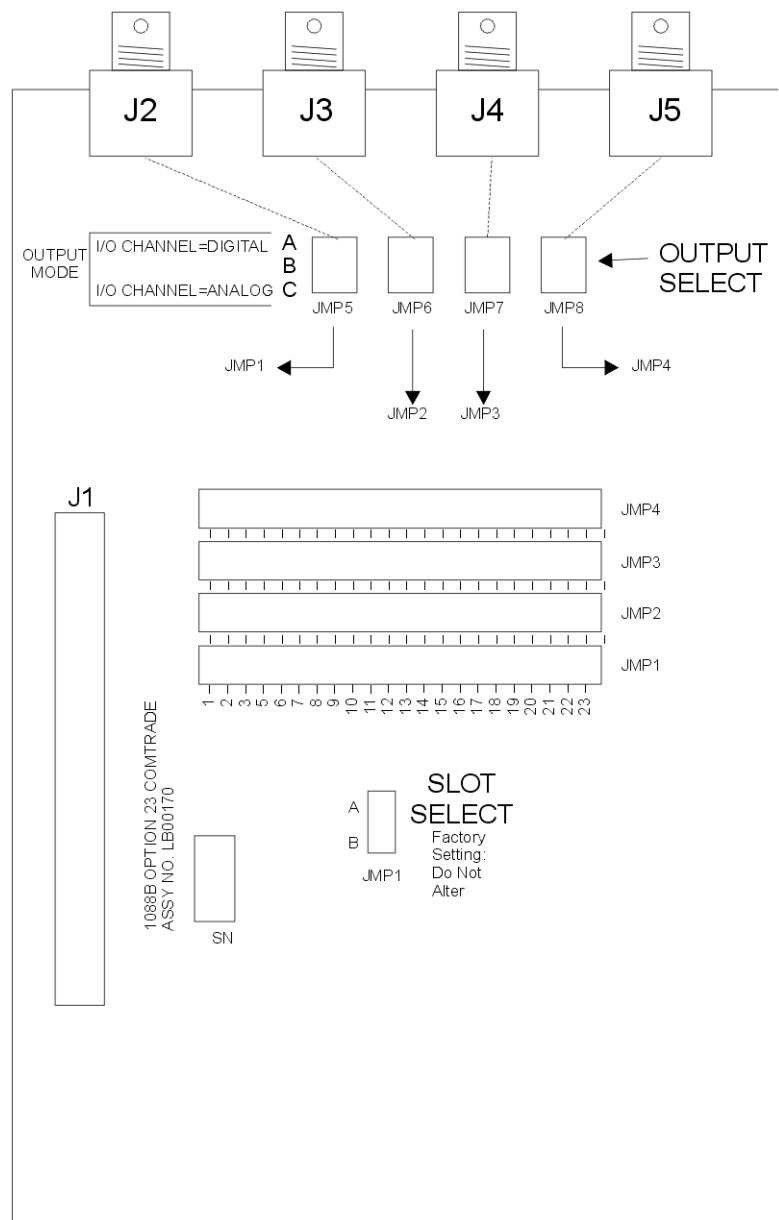 J2 J3 J4 J5
OUTPUT
MODE
I/O CHANNEL=DIGITAL A
B
I/O CHANNEL=ANALOG C
JMP5 JMP6 JMP7 JMP8
OUTPUT
SELECT
JMP1 JMP4
JMP2 JMP3
J1
JMP4
JMP3
JMP2
JMP1
1 2 3 5 6 7 8 9 10 11 12 13 14 15 16 17 18 19 20 21 22 23
1088B OPTION 23 COMTRADE
ASS'Y NO. LB00170
SN
A
B
JMP1
SLOT
SELECT
Factory
Setting:
Do Not
Alter